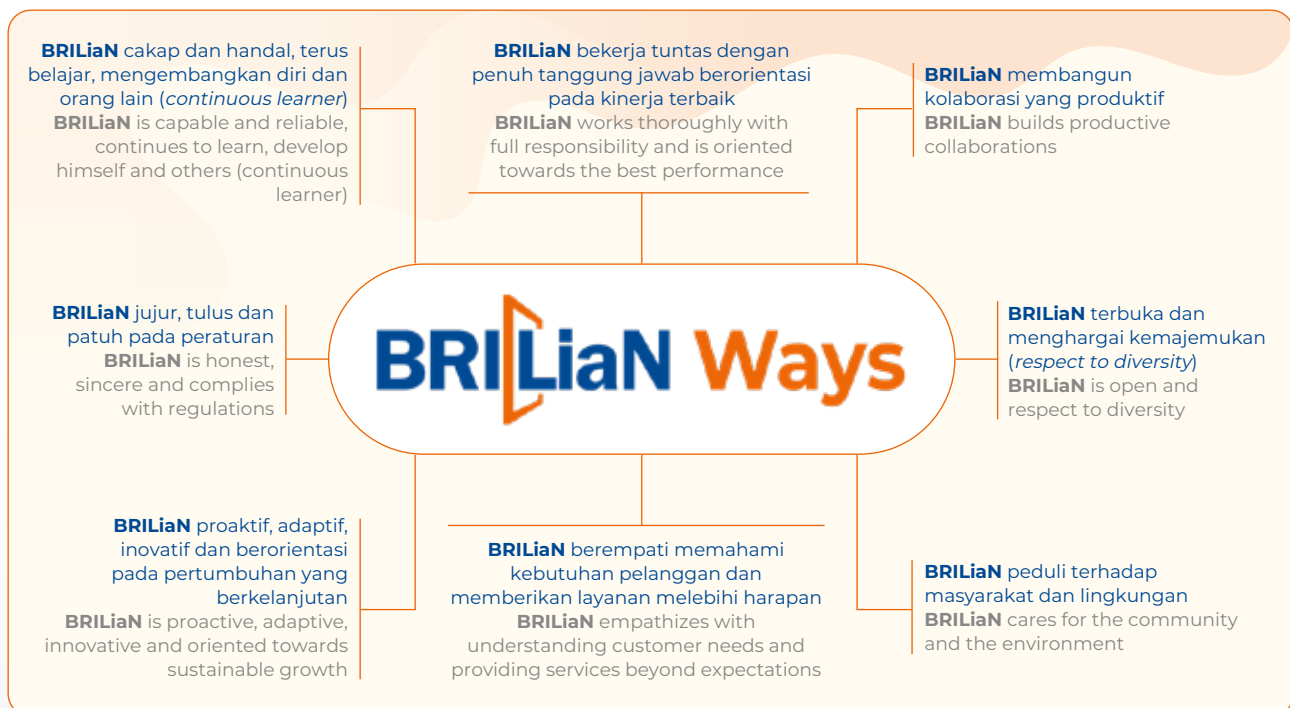 BRILiaN cakap dan handal, terus
belajar, mengembangkan diri dan
orang lain (continuous learner)
BRILiaN is capable and reliable,
continues to learn, develop
himself and others (continuous
learner)
BRILiaN bekerja tuntas dengan
penuh tanggung jawab berorientasi
pada kinerja terbaik
BRILiaN works thoroughly with
full responsibility and is oriented
towards the best performance
BRILiaN membangun
kolaborasi yang produktif
BRILiaN builds productive
collaborations
BRILiaN jujur, tulus dan
patuh pada peraturan
BRILiaN is honest,
sincere and complies
with regulations
BRILiaN Ways
BRILiaN terbuka dan
menghargai kemajemukan
(respect to diversity)
BRILiaN is open and
respect to diversity
BRILiaN proaktif, adaptif,
inovatif dan berorientasi
pada pertumbuhan yang
berkelanjutan
BRILiaN is proactive, adaptive,
innovative and oriented towards
sustainable growth
BRILiaN berempati memahami
kebutuhan pelanggan dan
memberikan layanan melebihi harapan
BRILiaN empathizes with
understanding customer needs and
providing services beyond expectations
BRILiaN peduli terhadap
masyarakat dan lingkungan
BRILiaN cares for the community
and the environment